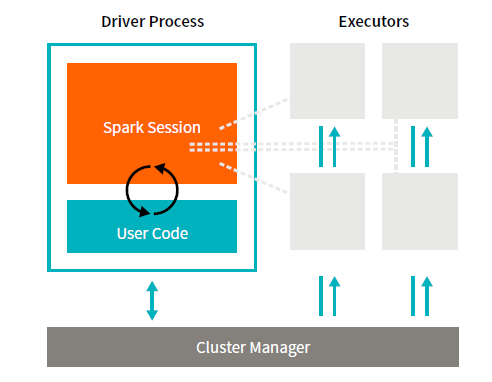 Driver Process
Executors
Spark Session
User Code
Cluster Manager